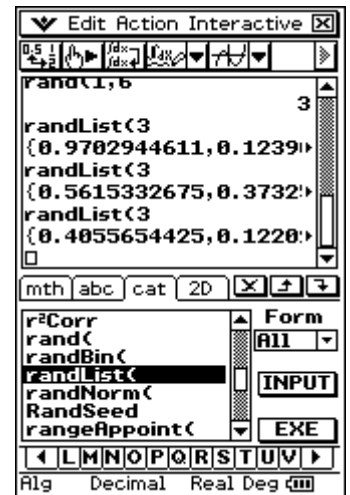 Edit Action Interactive
rand(1,6
3
randList(3
{0.9702944611,0.1239
randList(3
{0.5615332675,0.3732
randList(3
{0.4055654425,0.1220
mth abc cat 2D
r²Corr
rand(
randBin(
randList(
randNorm(
RandSeed
rangeAppoint(
Form
All
INPUT
EXE
L M N O P Q R S T U V
Alg Decimal Real Deg